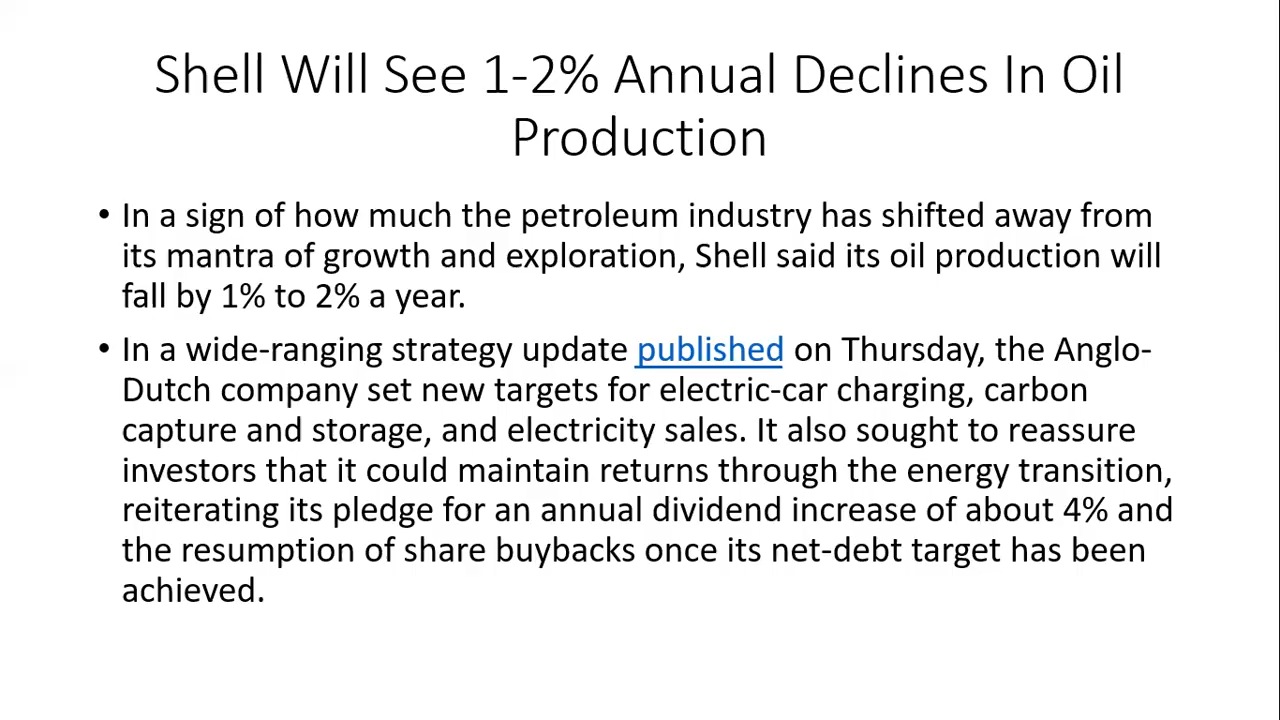 Shell Will See 1-2% Annual Declines In Oil
Production
• In a sign of how much the petroleum industry has shifted away from
its mantra of growth and exploration, Shell said its oil production will
fall by 1% to 2% a year.
• In a wide-ranging strategy update published on Thursday, the Anglo-
Dutch company set new targets for electric-car charging, carbon
capture and storage, and electricity sales. It also sought to reassure
investors that it could maintain returns through the energy transition,
reiterating its pledge for an annual dividend increase of about 4% and
the resumption of share buybacks once its net-debt target has been
achieved.